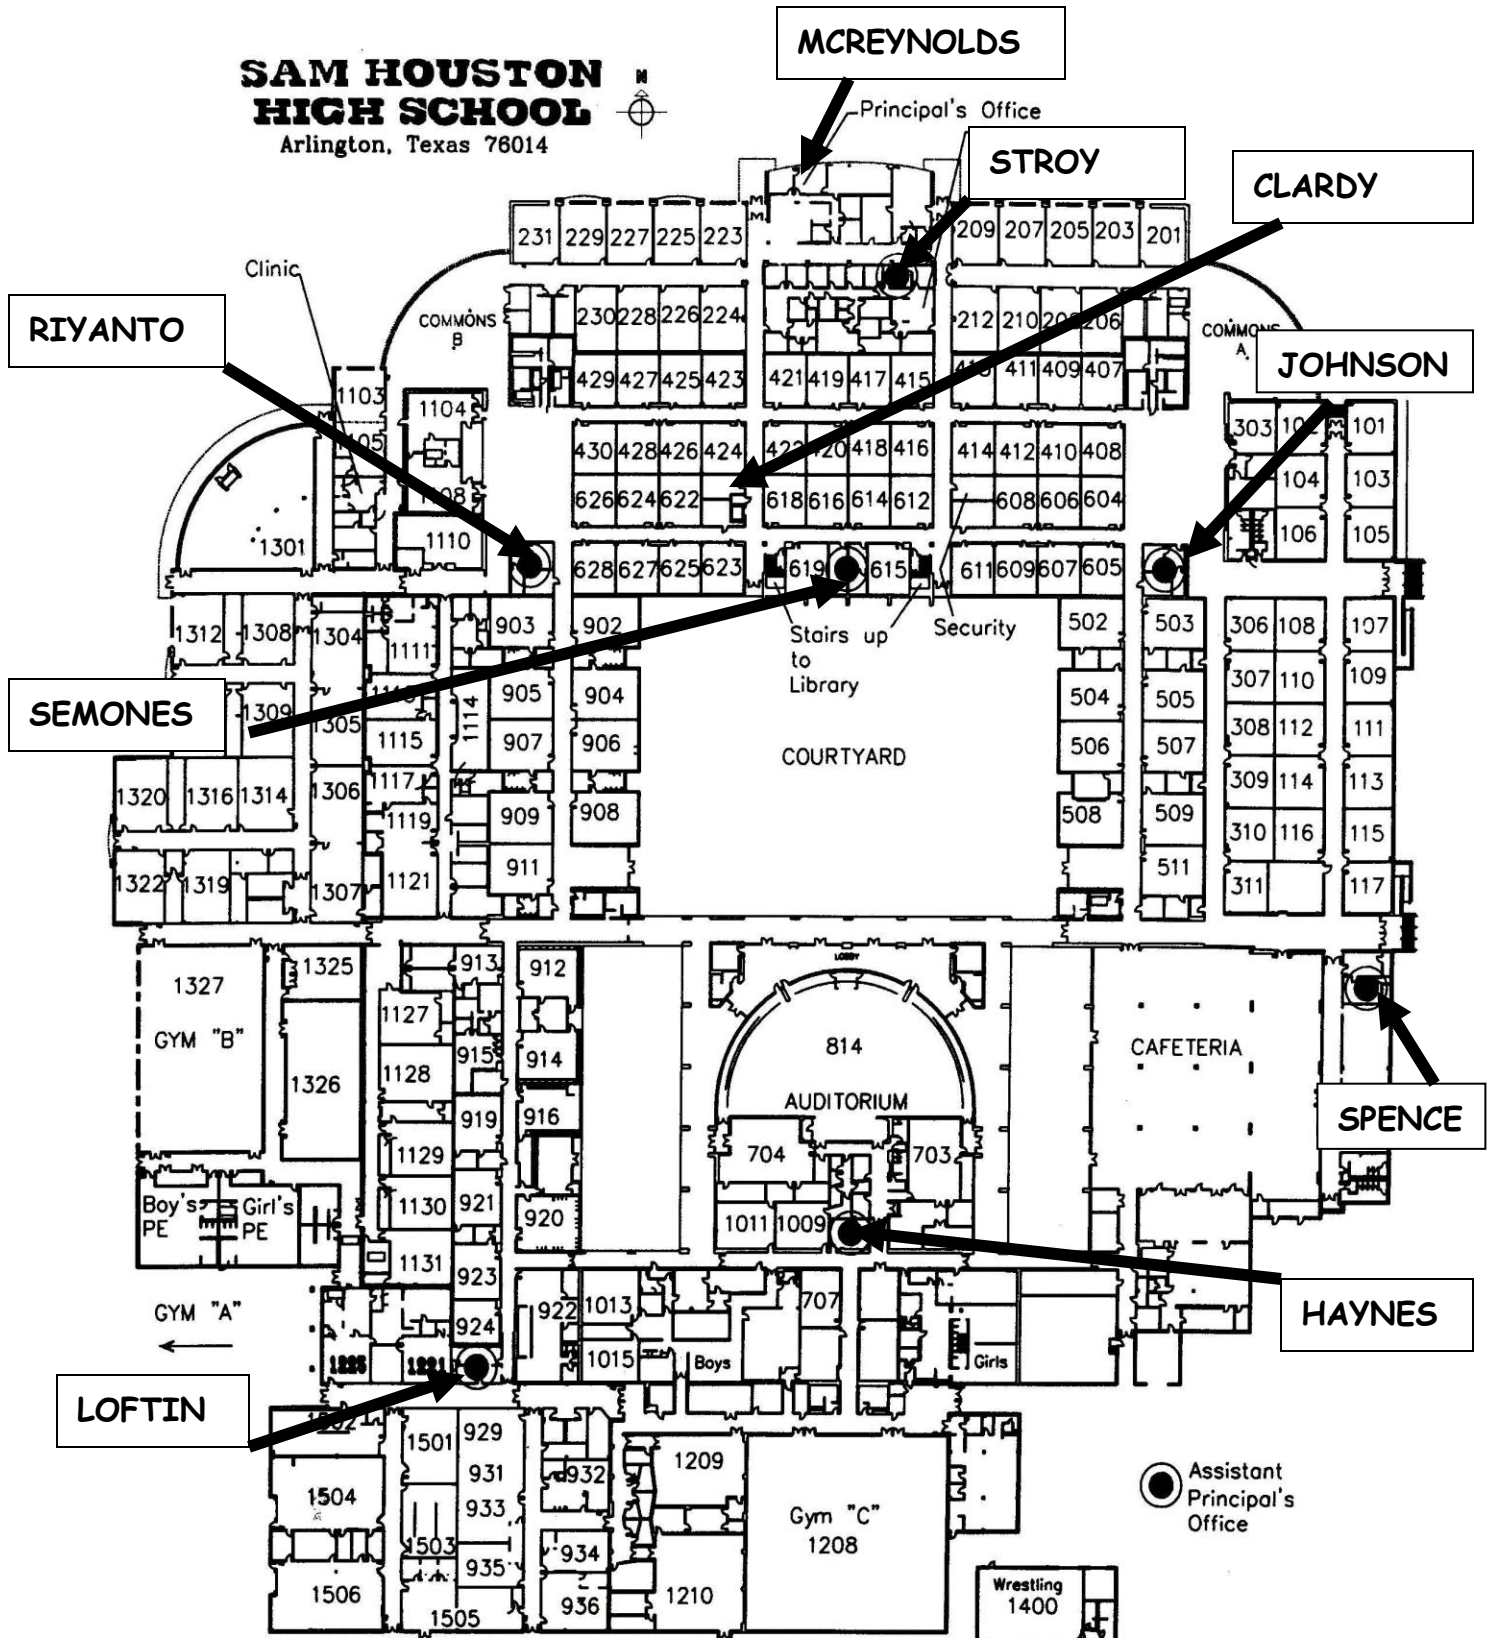 MCREYNOLDS
SAM HOUSTON
HIGH SCHOOL
Arlington, Texas 76014
N
Principal's Office
STROY
CLARDY
231 229 227 225 223
209 207 205 203 201
Clinic
RIYANTO
COMMONS
B
230 228 226 224
212 210 206
COMMONS
A
JOHNSON
429 427 425 423 421 419 417 415 411 409 407
1103
1104
303 102 101
430 428 426 424 422 420 418 416 414 412 410 408
104 103
626 624 622 618 616 614 612 608 606 604
1108
106 105
1301
1110
628 627 625 623 619 615 611 609 607 605
1312 1308 1304 1111 903 902
Stairs up
to
Library
Security
502 503 306 108 107
SEMONES
1309 1305 1115 1114 905 904
504 505 307 110 109
907 906
COURTYARD
506 507 308 112 111
1320 1316 1314 1306 1117 1119 909 908
508 509 309 114 113
310 116 115
1322 1319 1307 1121 911
511 311 117
1327
1325
913 912
LOBBY
GYM "B"
1127
915 914
814
CAFETERIA
1326
1128
AUDITORIUM
919 916
SPENCE
1129
704 703
Boy's
PE
Girl's
PE
1130 921 920
1011 1009
1131 923
GYM "A"
922 1013 707
HAYNES
924
1015
Boys
Girls
1221
LOFTIN
1501 929
931
932
1209
1504
933
Gym "C"
1208
Assistant
Principal's
Office
1503
935 934
1506
1505
936
1210
Wrestling
1400